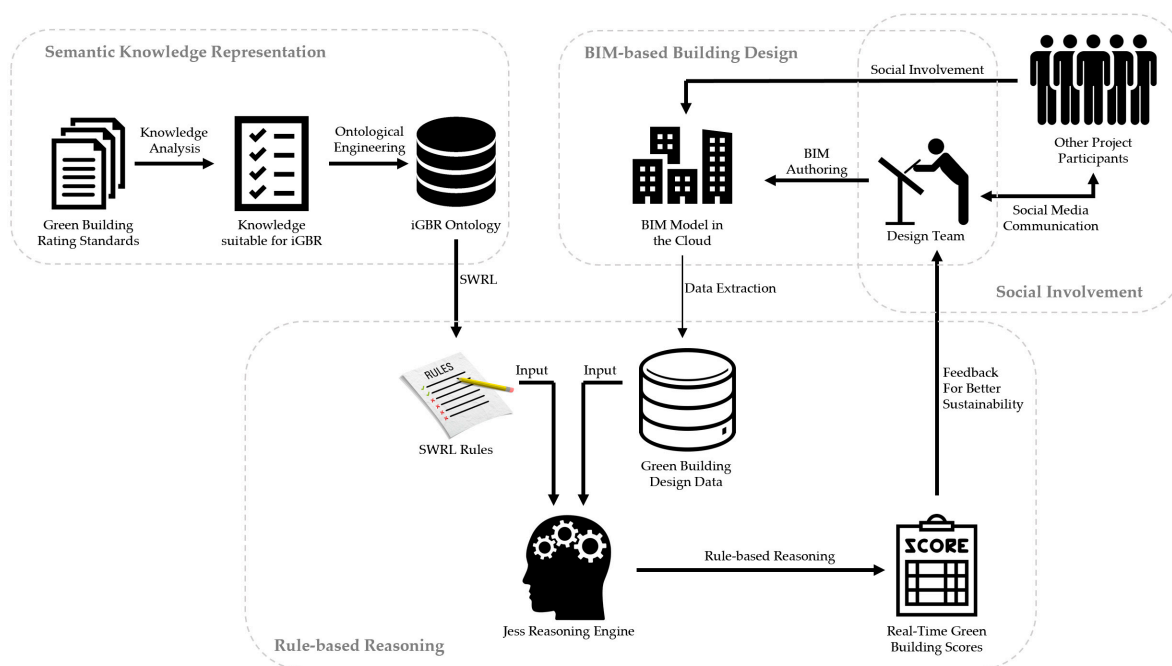 Semantic Knowledge Representation
Knowledge
Analysis
Ontological
Engineering
Green Building
Rating Standards
Knowledge
suitable for iGBR
iGBR Ontology
SWRL
BIM-based Building Design
Social Involvement
BIM
Authoring
BIM Model in
the Cloud
Design Team
Other Project
Participants
Social Media
Communication
Social Involvement
Data Extraction
RULES
Input
Input
SWRL Rules
Green Building
Design Data
Feedback
For Better
Sustainability
Jess Reasoning Engine
Rule-based Reasoning
SCORE
Real-Time Green
Building Scores
Rule-based Reasoning